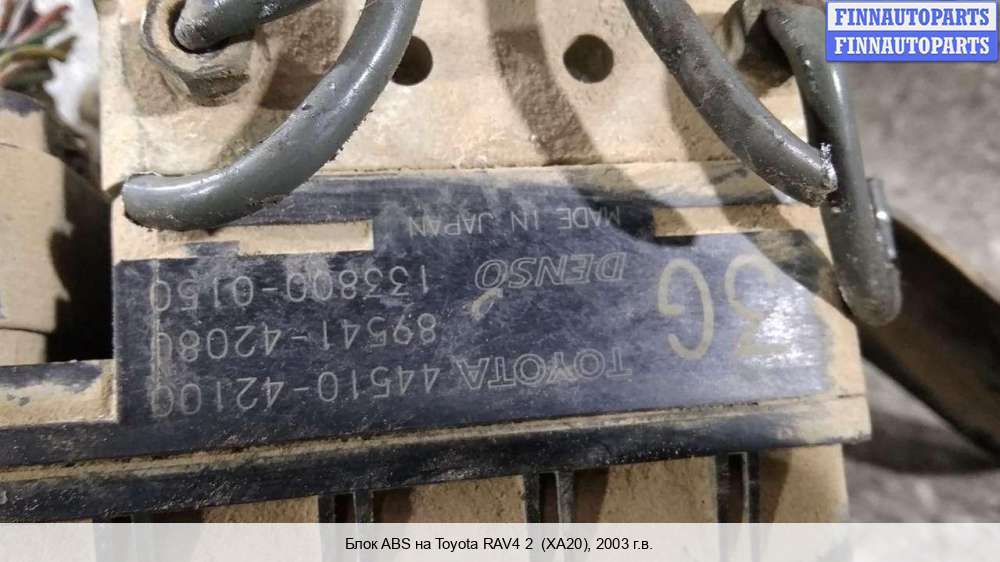 FINNAUTOPARTS
FINNAUTOPARTS
3G
TOYOTA 44510-42100
89541-42080
DENSO 133800-0150
MADE IN JAPAN
Блок ABS на Toyota RAV4 2 (XA20), 2003 г.в.